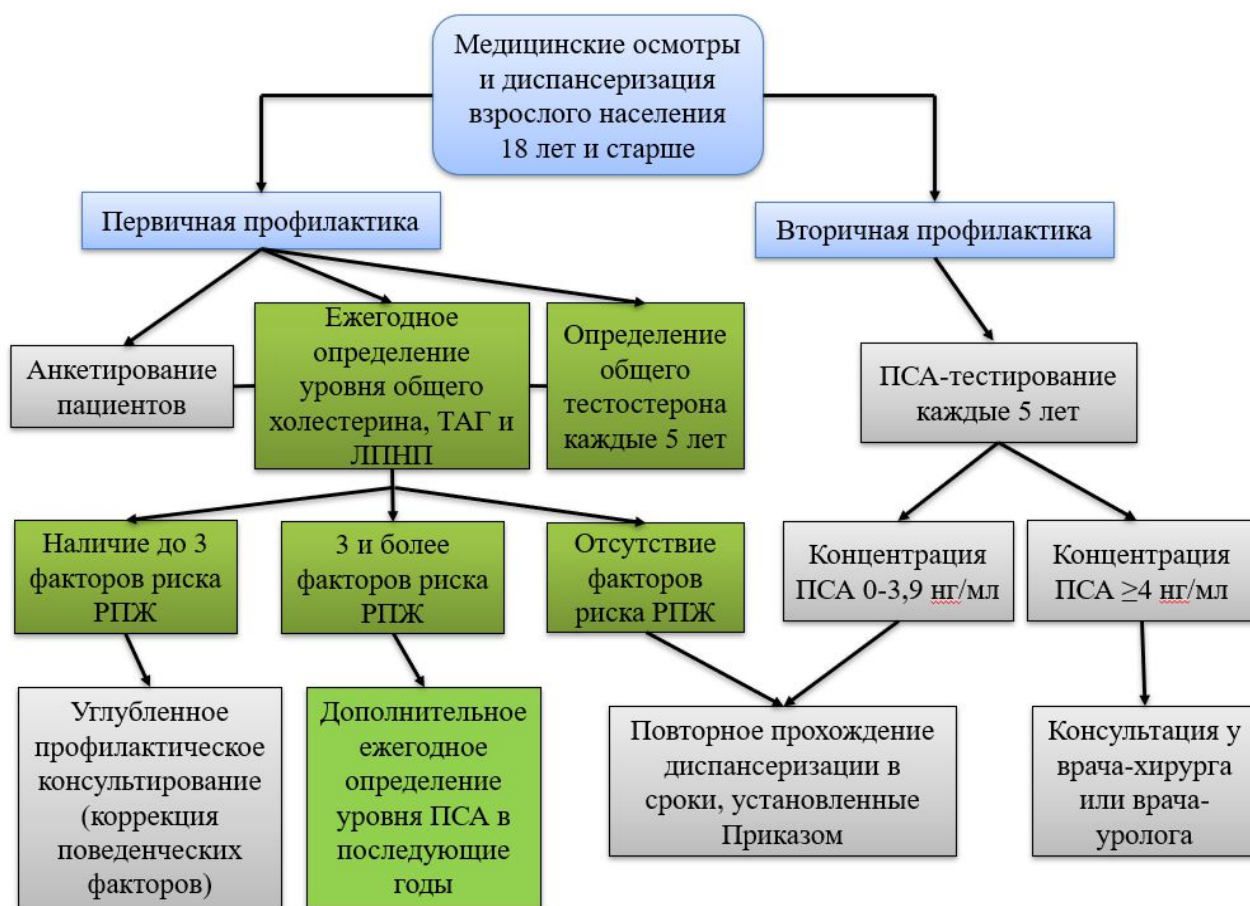 Медицинские осмотры
и диспансеризация
взрослого населения
18 лет и старше
Первичная профилактика
Вторичная профилактика
Анкетирование
пациентов
Ежегодное
определение
уровня общего
холестерина, ТАГ и
ЛПНП
Определение
общего
тестостерона
каждые 5 лет
ПСА-тестирование
каждые 5 лет
Наличие до 3
факторов риска
РПЖ
3 и более
факторов риска
РПЖ
Отсутствие
факторов
риска РПЖ
Концентрация
ПСА 0-3,9 нг/мл
Концентрация
ПСА ≥4 нг/мл
Углубленное
профилактическое
консультирование
(коррекция
поведенческих
факторов)
Дополнительное
ежегодное
определение
уровня ПСА в
последующие
годы
Повторное прохождение
диспансеризации в
сроки, установленные
Приказом
Консультация у
врача-хирурга
или врача-
уролога